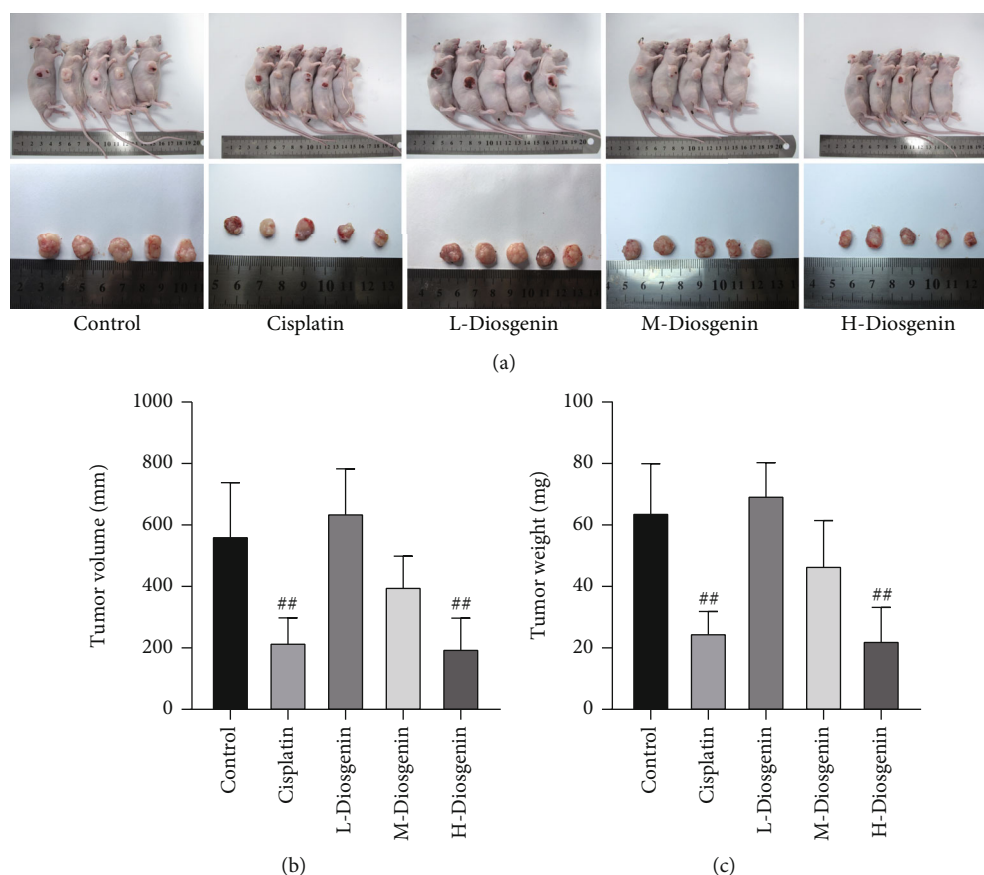 (a)
Control
Cisplatin
L-Diosgenin
M-Diosgenin
H-Diosgenin
Tumor volume (mm)
1000
800
600
400
200
0
##
##
Control
Cisplatin
L-Diosgenin
M-Diosgenin
H-Diosgenin
(b)
Tumor weight (mg)
100
80
60
40
20
0
##
##
Control
Cisplatin
L-Diosgenin
M-Diosgenin
H-Diosgenin
(c)